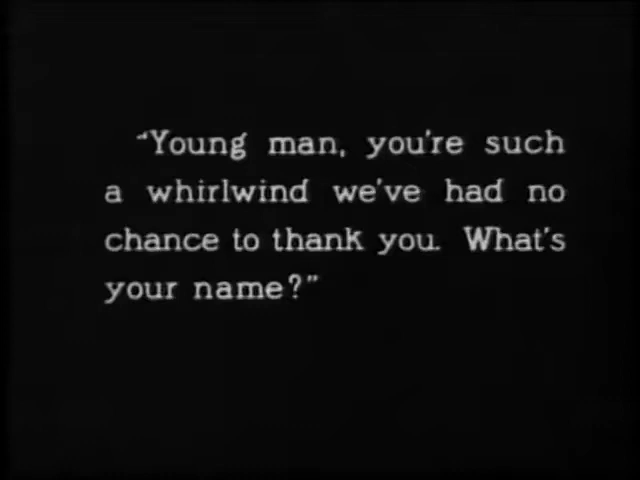 "Young man, you're such
a whirlwind we've had no
chance to thank you. What's
your name?"